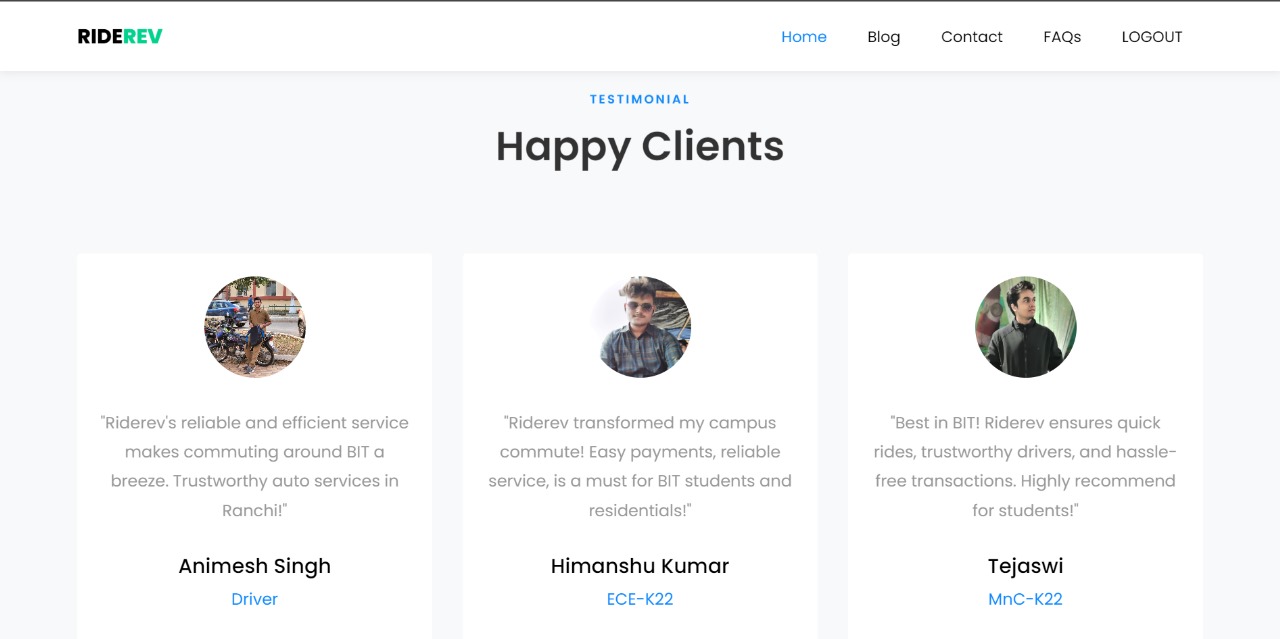 RIDEREV
Home Blog Contact FAQs LOGOUT
TESTIMONIAL
Happy Clients
"Riderev's reliable and efficient service
makes commuting around BIT a
breeze. Trustworthy auto services in
Ranchi!"
Animesh Singh
Driver
"Riderev transformed my campus
commute! Easy payments, reliable
service, is a must for BIT students and
residentials!"
Himanshu Kumar
ECE-K22
"Best in BIT! Riderev ensures quick
rides, trustworthy drivers, and hassle-
free transactions. Highly recommend
for students!"
Tejaswi
MnC-K22